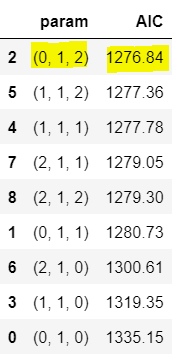 param AIC
2 (0, 1, 2) 1276.84
5 (1, 1, 2) 1277.36
4 (1, 1, 1) 1277.78
7 (2, 1, 1) 1279.05
8 (2, 1, 2) 1279.30
1 (0, 1, 1) 1280.73
6 (2, 1, 0) 1300.61
3 (1, 1, 0) 1319.35
0 (0, 1, 0) 1335.15